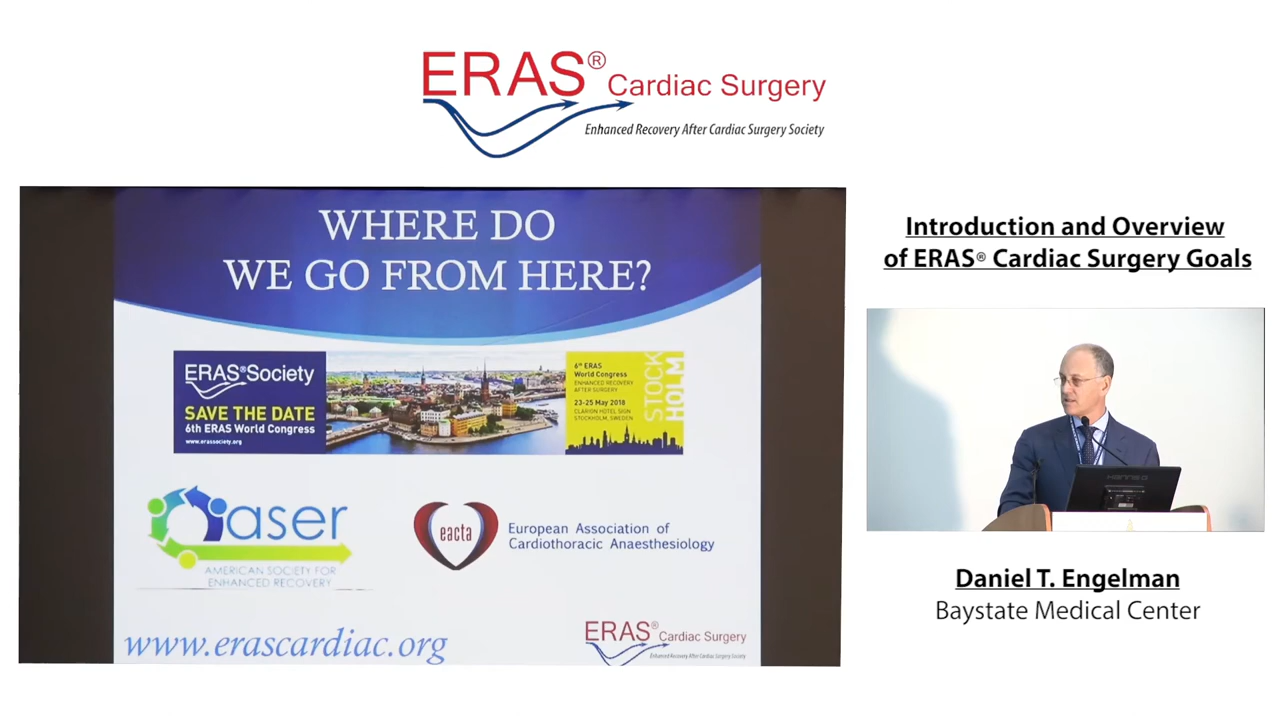 ERAS® Cardiac Surgery
Enhanced Recovery After Cardiac Surgery Society
WHERE DO
WE GO FROM HERE?
ERAS®Society
SAVE THE DATE
6th ERAS World Congress
www.erassociety.org
6th ERAS
World Congress
ENHANCED RECOVERY
AFTER SURGERY
23-25 May 2018
CLARION HOTEL SIGN
STOCKHOLM, SWEDEN
STOCK
HOLM
aser
AMERICAN SOCIETY FOR
ENHANCED RECOVERY
eacta
European Association of
Cardiothoracic Anaesthesiology
www.erascardiac.org
ERAS® Cardiac Surgery
Enhanced Recovery After Cardiac Surgery Society
Introduction and Overview
of ERAS® Cardiac Surgery Goals
Daniel T. Engelman
Baystate Medical Center